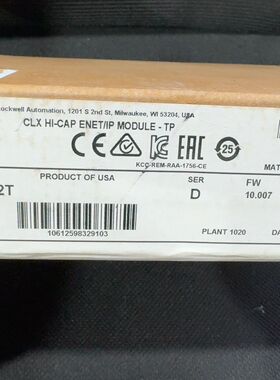 ockwell Automation, 1201 S 2nd St, Milwaukee, WI 53204, USA
CLX HI-CAP ENET/IP MODULE - TP
CE EAC 25
KCC-REM-RAA-1756-CE
MAT
PRODUCT OF USA
SER
FW
2T
D
10.007
10612598329103
PLANT 1020
DA